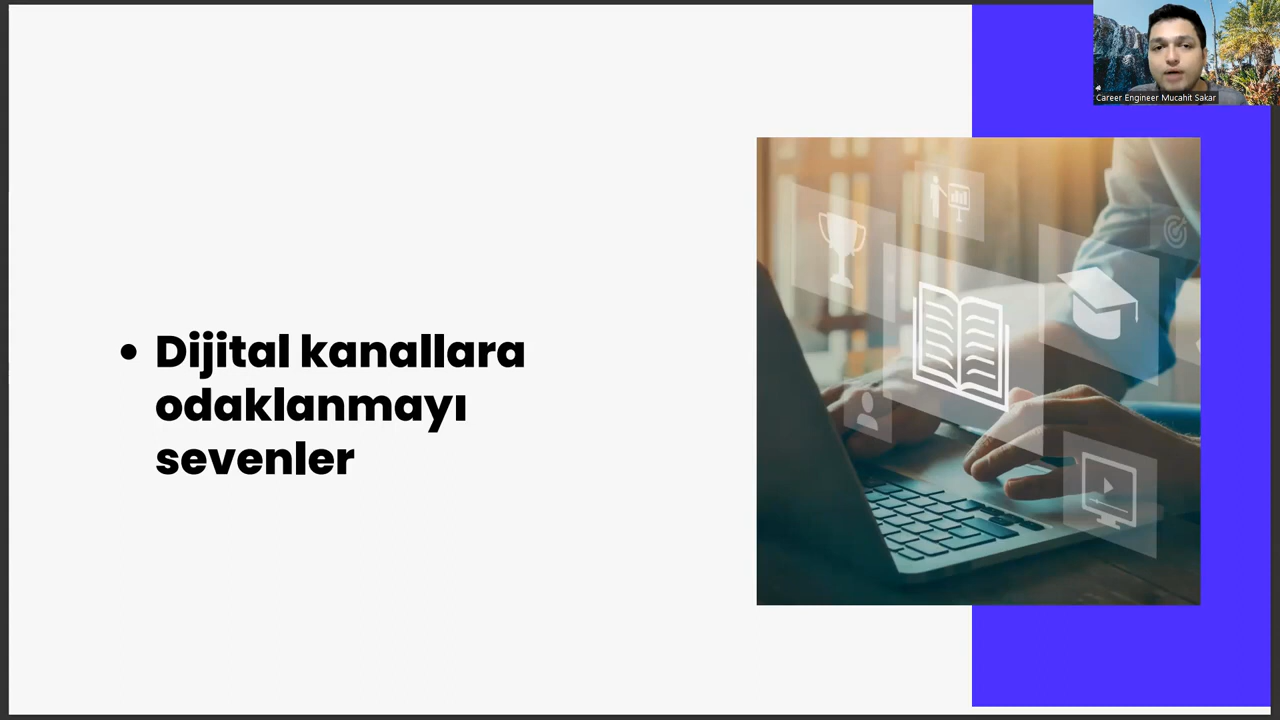 Career Engineer Mucahit Sakar
• Dijital kanallara
odaklanmayı
sevenler